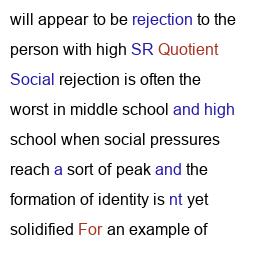 will appear to be rejection to the
person with high SR Quotient
Social rejection is often the
worst in middle school and high
school when social pressures
reach a sort of peak and the
formation of identity is nt yet
solidified For an example of